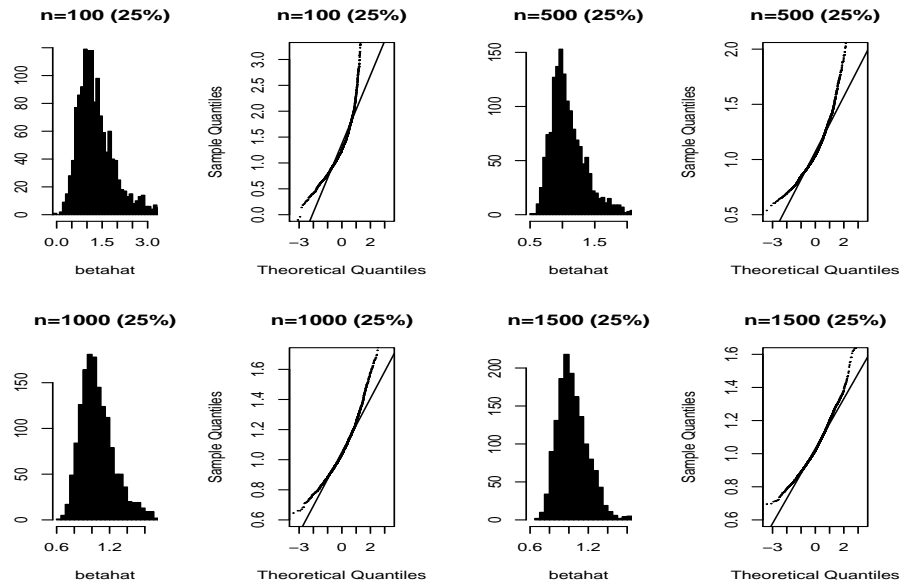 n=100 (25%)
0 20 40 60 80 100
0.0 1.5 3.0
betahat
n=100 (25%)
Sample Quantiles
0.0 0.5 1.0 1.5 2.0 2.5 3.0
−3 0 2
Theoretical Quantiles
n=500 (25%)
0 50 100 150
0.5 1.5
betahat
n=500 (25%)
Sample Quantiles
0.5 1.0 1.5 2.0
−3 0 2
Theoretical Quantiles
n=1000 (25%)
0 50 100 150
0.6 1.2
betahat
n=1000 (25%)
Sample Quantiles
0.6 0.8 1.0 1.2 1.4 1.6
−3 0 2
Theoretical Quantiles
n=1500 (25%)
0 50 100 150 200
0.6 1.2
betahat
n=1500 (25%)
Sample Quantiles
0.6 0.8 1.0 1.2 1.4 1.6
−3 0 2
Theoretical Quantiles